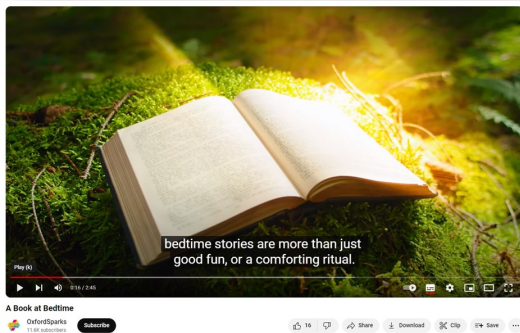 bedtime stories are more than just
good fun, or a comforting ritual.
Play (k)
0:16 / 2:45
A Book at Bedtime
OxfordSparks
11.6K subscribers
Subscribe
16
Share
Download
Clip
Save